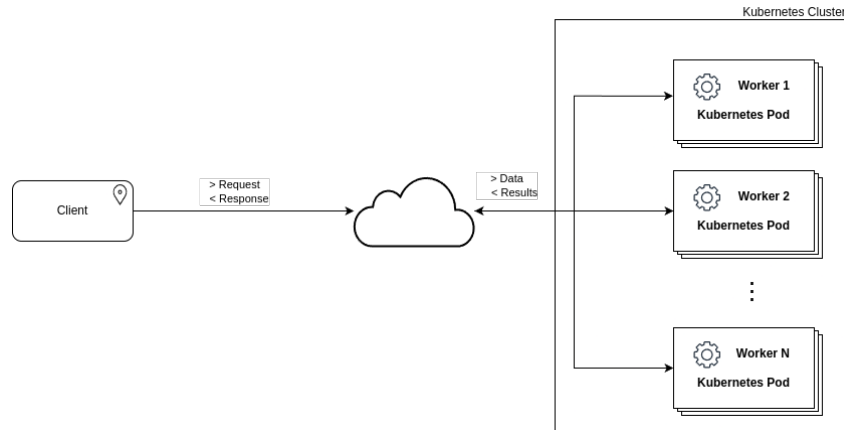 Kubernetes Cluster
Worker 1
Kubernetes Pod
> Request
< Response
> Data
< Results
Client
Worker 2
Kubernetes Pod
Worker N
Kubernetes Pod